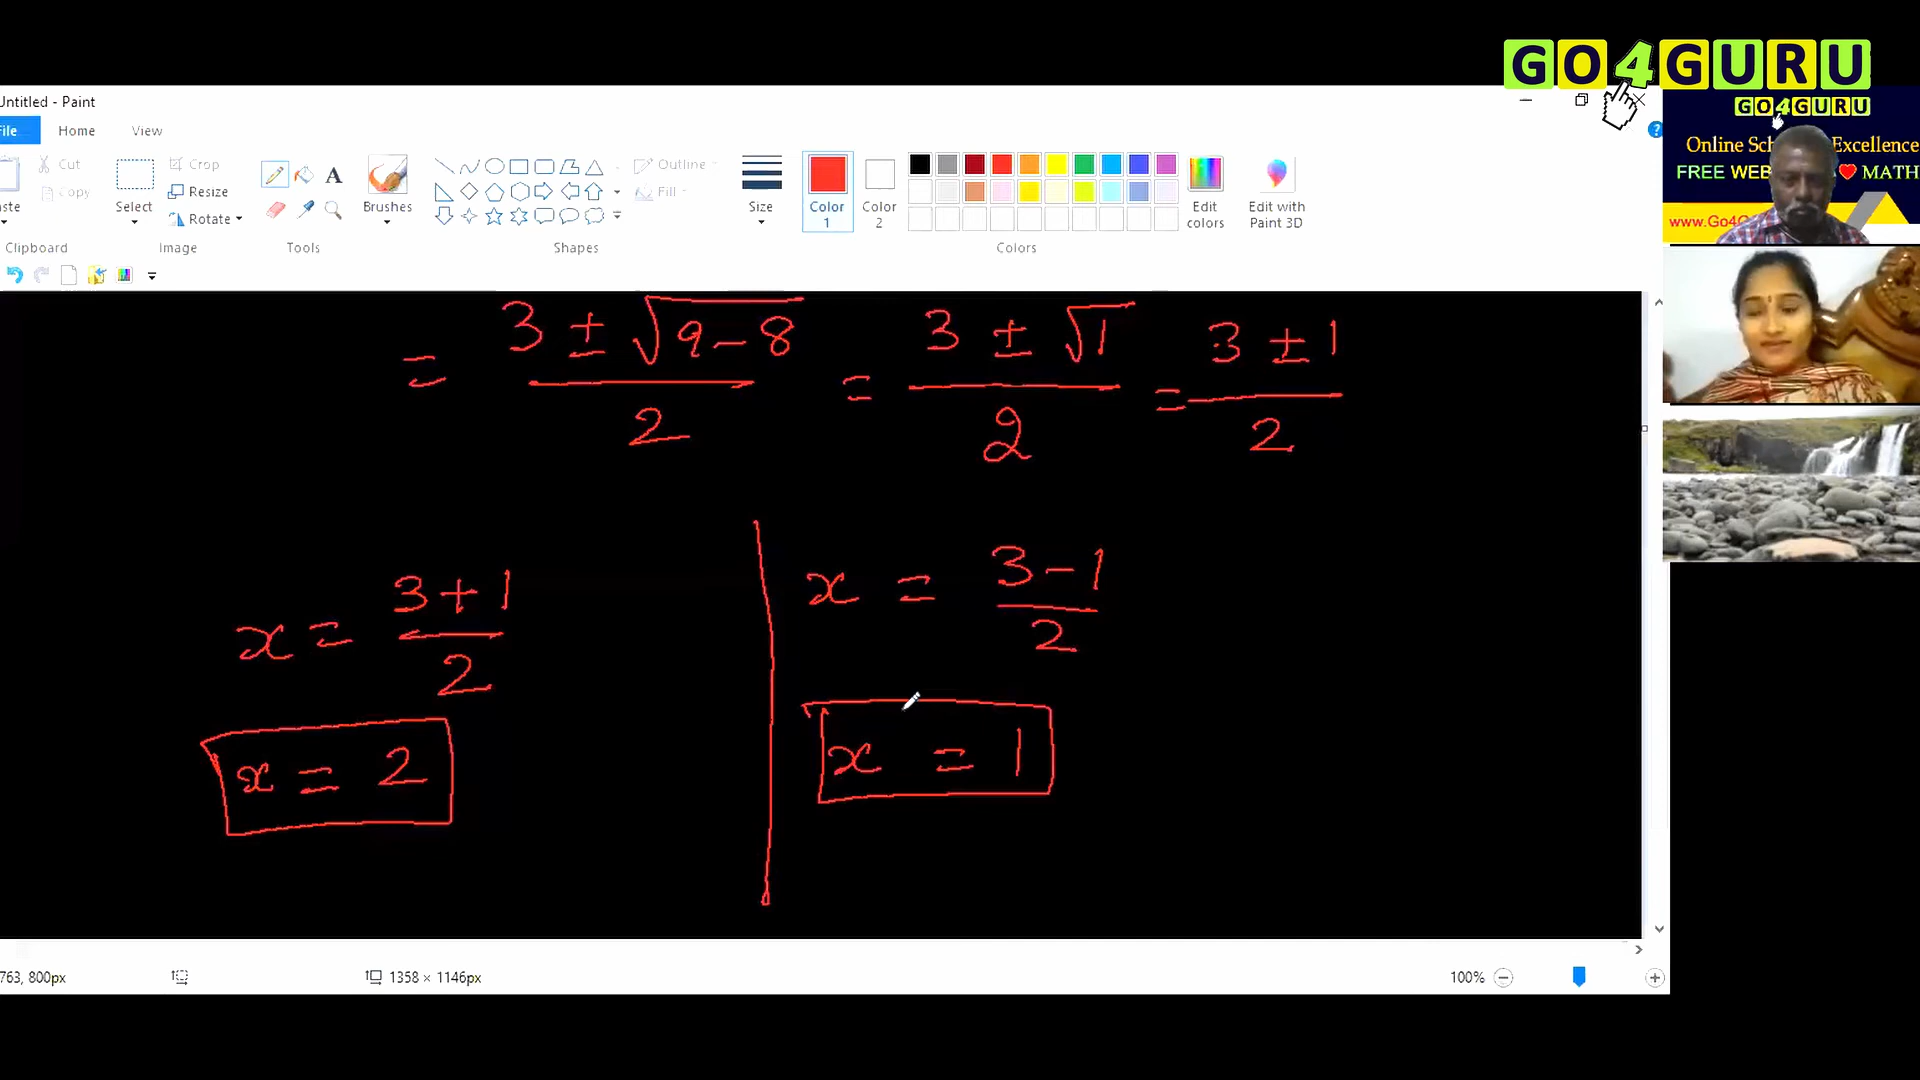 GO4GURU
Untitled - Paint
GO4GURU
File
Home
View
Online Sch Excellence
FREE WEB MATH
www.Go4G
Cut
Copy
Paste
Clipboard
Select
Crop
Resize
Rotate
Image
A
Tools
Brushes
Shapes
Outline
Fill
Size
Color
1
Color
2
Colors
Edit
colors
Edit with
Paint 3D
= 3 ± √9-8 / 2 = 3 ± √1 / 2 = 3 ± 1 / 2
x = 3+1 / 2
x = 3-1 / 2
x = 2
x = 1
763, 800px
1358 × 1146px
100%